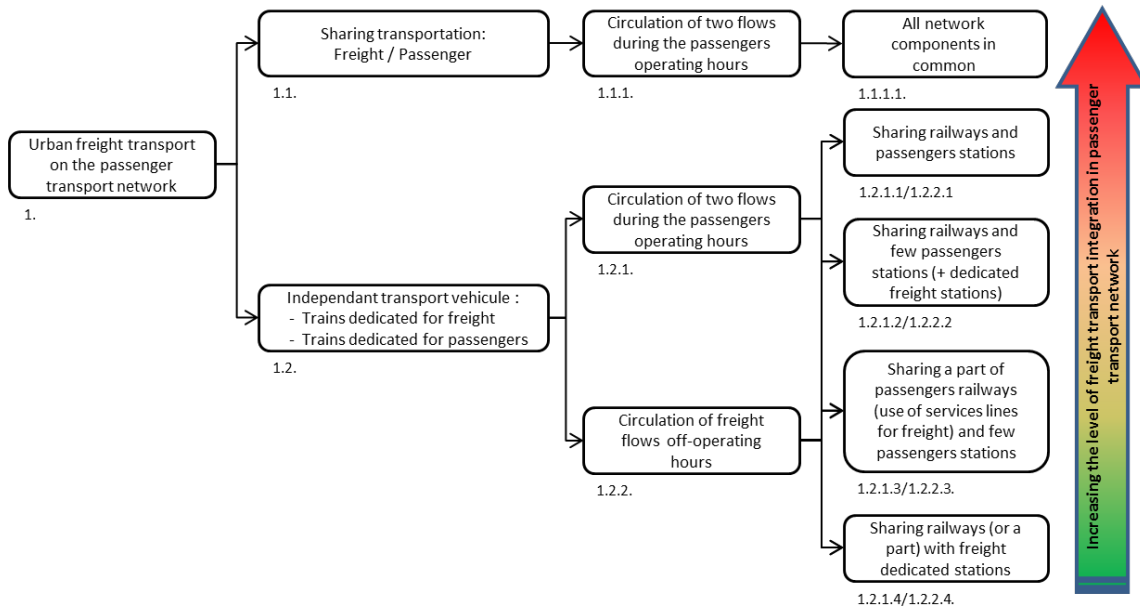 Sharing transportation:
Freight / Passenger
1.1.
Circulation of two flows
during the passengers
operating hours
1.1.1.
All network
components in
common
1.1.1.1.
Urban freight transport
on the passenger
transport network
1.
Sharing railways and
passengers stations
1.2.1.1/1.2.2.1
Circulation of two flows
during the passengers
operating hours
1.2.1.
Sharing railways and
few passengers
stations (+ dedicated
freight stations)
1.2.1.2/1.2.2.2
Independant transport vehicule :
- Trains dedicated for freight
- Trains dedicated for passengers
1.2.
Sharing a part of
passengers railways
(use of services lines
for freight) and few
passengers stations
1.2.1.3/1.2.2.3.
Circulation of freight
flows off-operating
hours
1.2.2.
Sharing railways (or a
part) with freight
dedicated stations
1.2.1.4/1.2.2.4.
Increasing the level of freight transport integration in passenger
transport network